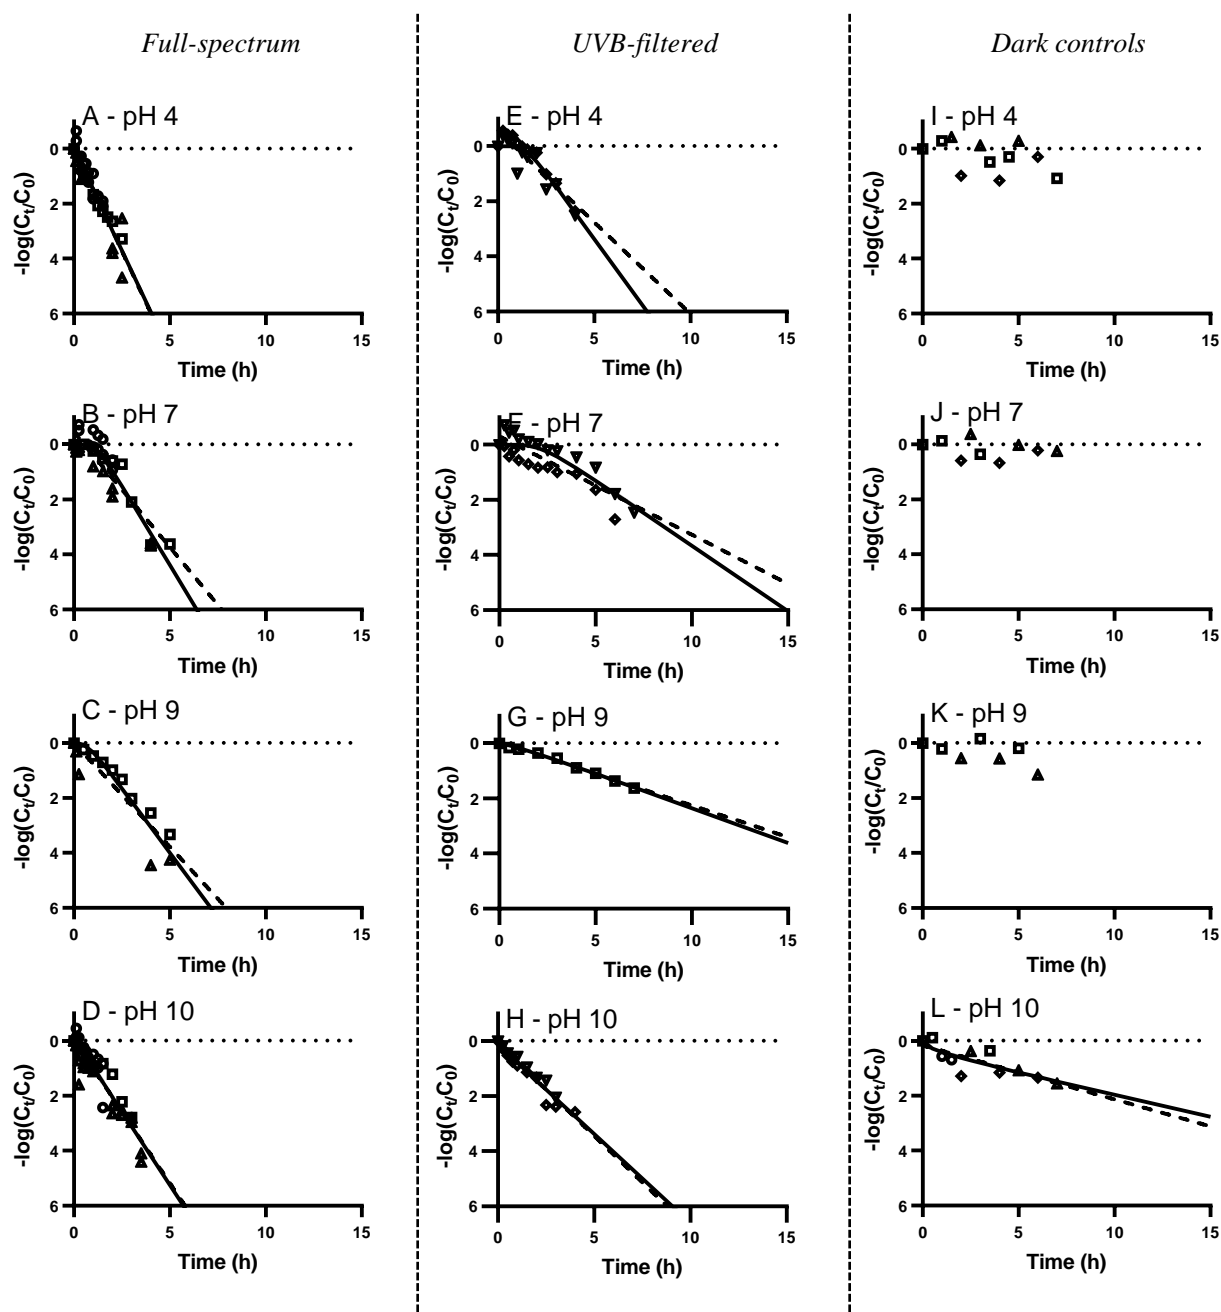 Full-spectrum
UVB-filtered
Dark controls
A - pH 4
0
2
4
6
-log(Ct/C0)
0 5 10 15
Time (h)
E - pH 4
0
2
4
6
-log(Ct/C0)
0 5 10 15
Time (h)
I - pH 4
0
2
4
6
-log(Ct/C0)
0 5 10 15
Time (h)
B - pH 7
0
2
4
6
-log(Ct/C0)
0 5 10 15
Time (h)
F - pH 7
0
2
4
6
-log(Ct/C0)
0 5 10 15
Time (h)
J - pH 7
0
2
4
6
-log(Ct/C0)
0 5 10 15
Time (h)
C - pH 9
0
2
4
6
-log(Ct/C0)
0 5 10 15
Time (h)
G - pH 9
0
2
4
6
-log(Ct/C0)
0 5 10 15
Time (h)
K - pH 9
0
2
4
6
-log(Ct/C0)
0 5 10 15
Time (h)
D - pH 10
0
2
4
6
-log(Ct/C0)
0 5 10 15
Time (h)
H - pH 10
0
2
4
6
-log(Ct/C0)
0 5 10 15
Time (h)
L - pH 10
0
2
4
6
-log(Ct/C0)
0 5 10 15
Time (h)